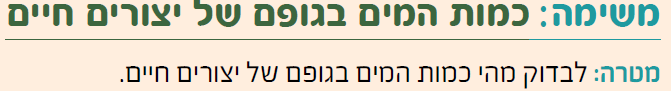 משימה: כמות המים בגופם של יצורים חיים
מטרה: לבדוק מהי כמות המים בגופם של יצורים חיים.